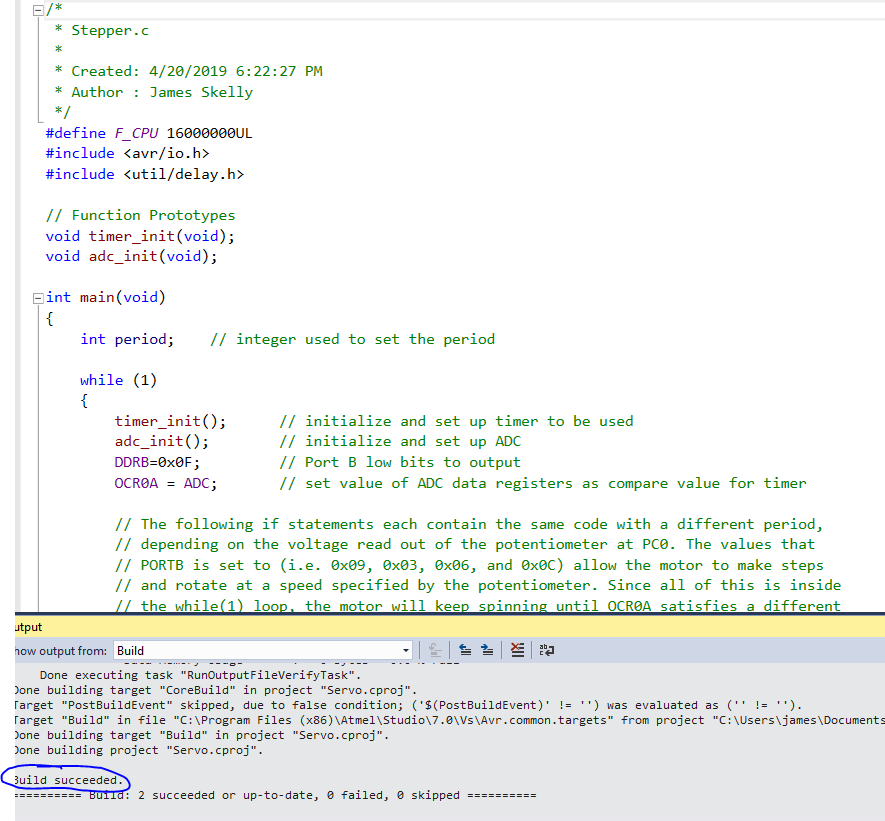 /*
 * Stepper.c
 *
 * Created: 4/20/2019 6:22:27 PM
 * Author : James Skelly
 */
#define F_CPU 16000000UL
#include <avr/io.h>
#include <util/delay.h>
// Function Prototypes
void timer_init(void);
void adc_init(void);
int main(void)
{
int period;    // integer used to set the period
while (1)
{
timer_init();      // initialize and set up timer to be used
adc_init();        // initialize and set up ADC
DDRB=0x0F;         // Port B low bits to output
OCR0A = ADC;       // set value of ADC data registers as compare value for timer
// The following if statements each contain the same code with a different period,
// depending on the voltage read out of the potentiometer at PC0. The values that
// PORTB is set to (i.e. 0x09, 0x03, 0x06, and 0x0C) allow the motor to make steps
// and rotate at a speed specified by the potentiometer. Since all of this is inside
// the while(1) loop, the motor will keep spinning until OCR0A satisfies a different
utput
how output from: Build
Done executing task "RunOutputFileVerifyTask".
Done building target "CoreBuild" in project "Servo.cproj".
Target "PostBuildEvent" skipped, due to false condition; ('$(PostBuildEvent)' != '') was evaluated as ('' != '').
Target "Build" in file "C:\Program Files (x86)\Atmel\Studio\7.0\Vs\Avr.common.targets" from project "C:\Users\james\Documents
Done building target "Build" in project "Servo.cproj".
Done building project "Servo.cproj".
Build succeeded.
========== Build: 2 succeeded or up-to-date, 0 failed, 0 skipped ==========